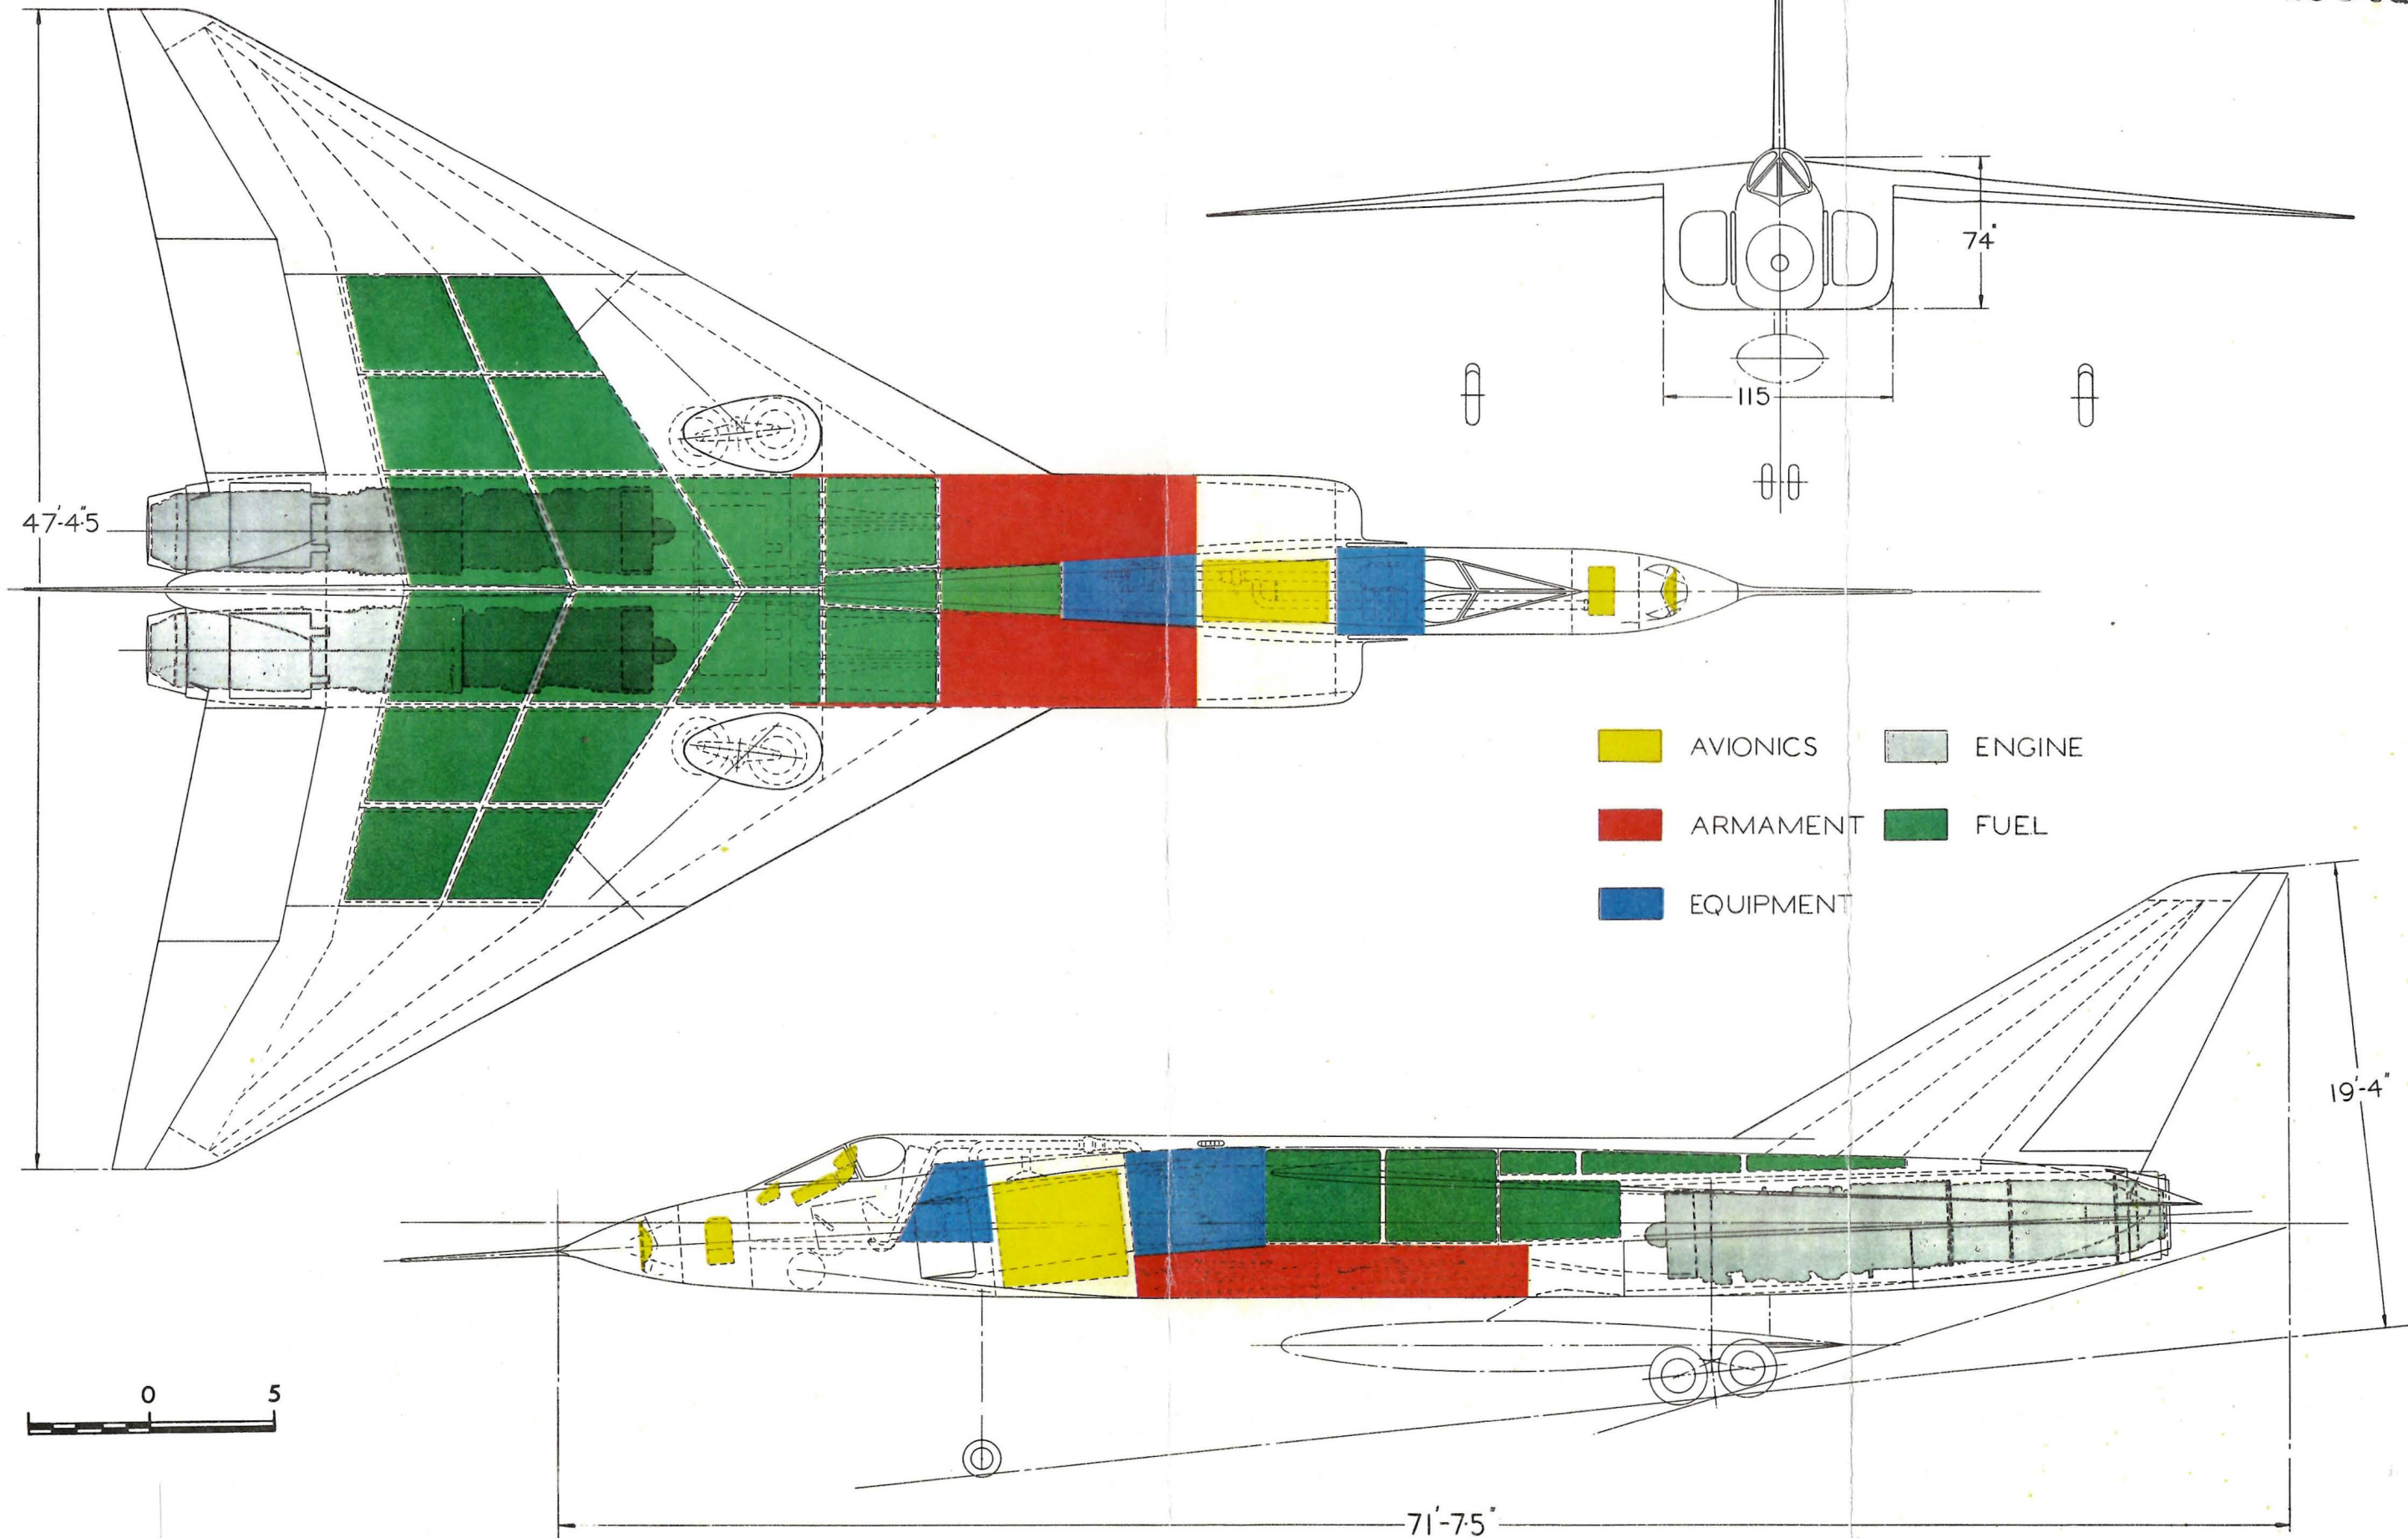 47'-4"·5
74"
115
AVIONICS
ENGINE
ARMAMENT
FUEL
EQUIPMENT
19'-4"
0 5
71'-7·5"